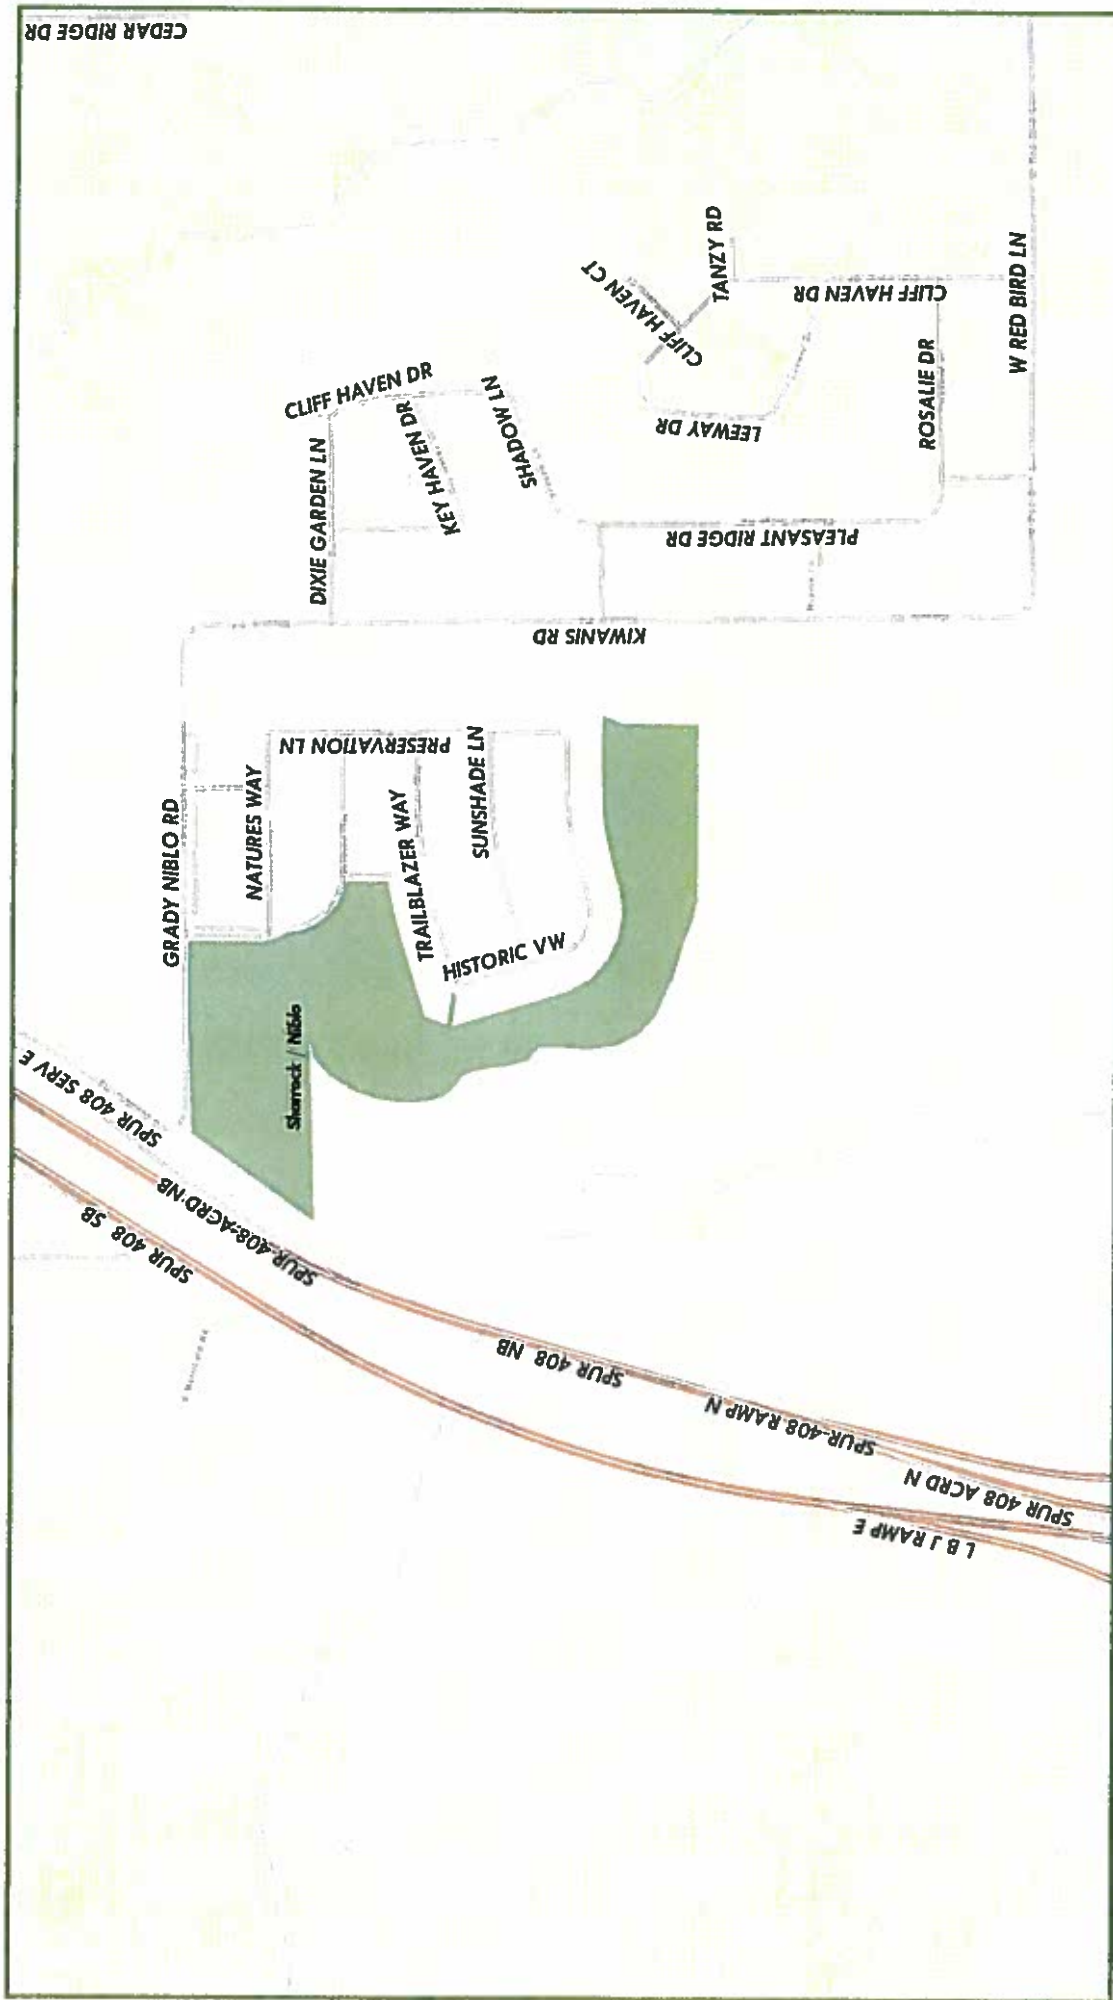 CEDAR RIDGE DR
TANZY RD
CLIFF HAVEN CT
CLIFF HAVEN DR
W RED BIRD LN
CLIFF HAVEN DR
ROSALIE DR
LEEWAY DR
KEY HAVEN DR
SHADOW LN
DIXIE GARDEN LN
PLEASANT RIDGE DR
KIWANIS RD
PRESERVATION LN
SUNSHADE LN
NATURES WAY
GRADY NIBLO RD
TRAILBLAZER WAY
HISTORIC VW
Sharrock / Niblo
SPUR 408 SERV E
SPUR-408-ACRD-NB
SPUR 408 SB
SPUR 408 NB
SPUR-408 RAMP N
SPUR 408 ACRD N
L B J RAMP E